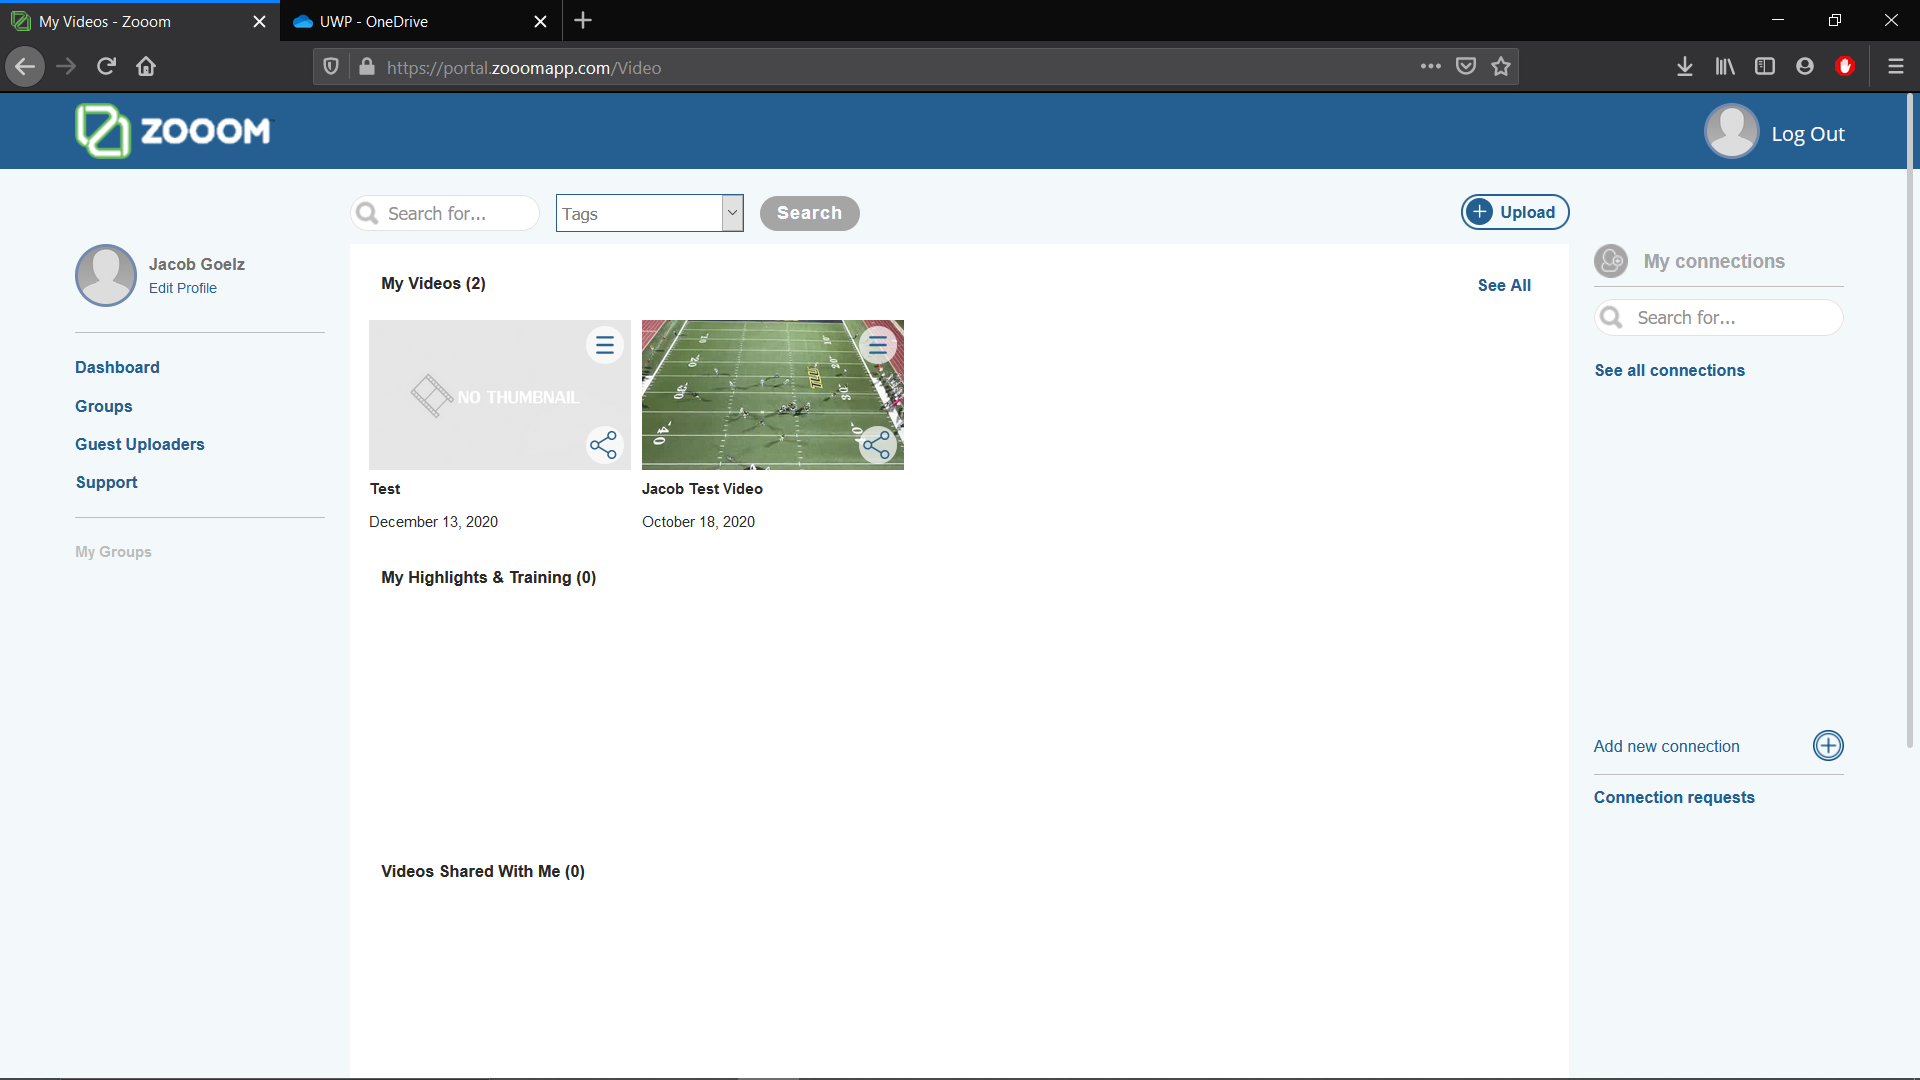 My Videos - Zooom
UWP - OneDrive
https://portal.zooomapp.com/Video
ZOOOM
Log Out
Search for...
Tags
Search
Upload
Jacob Goelz
Edit Profile
Dashboard
Groups
Guest Uploaders
Support
My Groups
My Videos (2)
See All
NO THUMBNAIL
Test
December 13, 2020
Jacob Test Video
October 18, 2020
My Highlights & Training (0)
Videos Shared With Me (0)
My connections
Search for...
See all connections
Add new connection
Connection requests